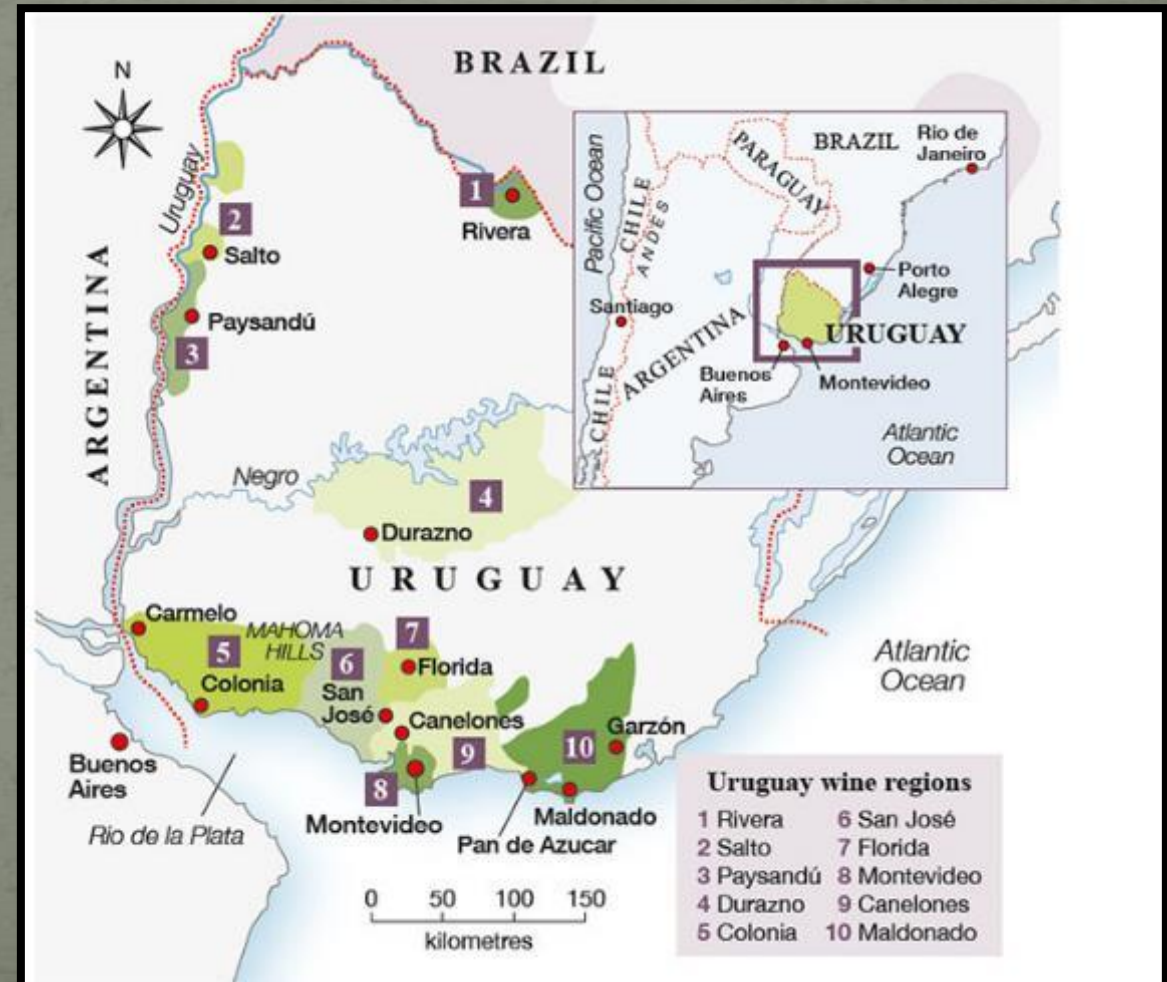 BRAZIL
N
Uruguay
1
Rivera
2
Salto
ARGENTINA
Paysandú
3
Negro
4
Durazno
URUGUAY
Carmelo
MAHOMA
HILLS
5
Colonia
6
San
José
7
Florida
Canelones
9
8
Montevideo
10
Garzón
Maldonado
Pan de Azucar
Buenos
Aires
Rio de la Plata
Atlantic
Ocean
0 50 100 150
kilometres
Pacific Ocean
CHILE
ANDES
PARAGUAY
BRAZIL
Rio de
Janeiro
Santiago
ARGENTINA
Porto
Alegre
URUGUAY
Buenos
Aires
Montevideo
CHILE
Atlantic
Ocean
Uruguay wine regions
1 Rivera
2 Salto
3 Paysandú
4 Durazno
5 Colonia
6 San José
7 Florida
8 Montevideo
9 Canelones
10 Maldonado